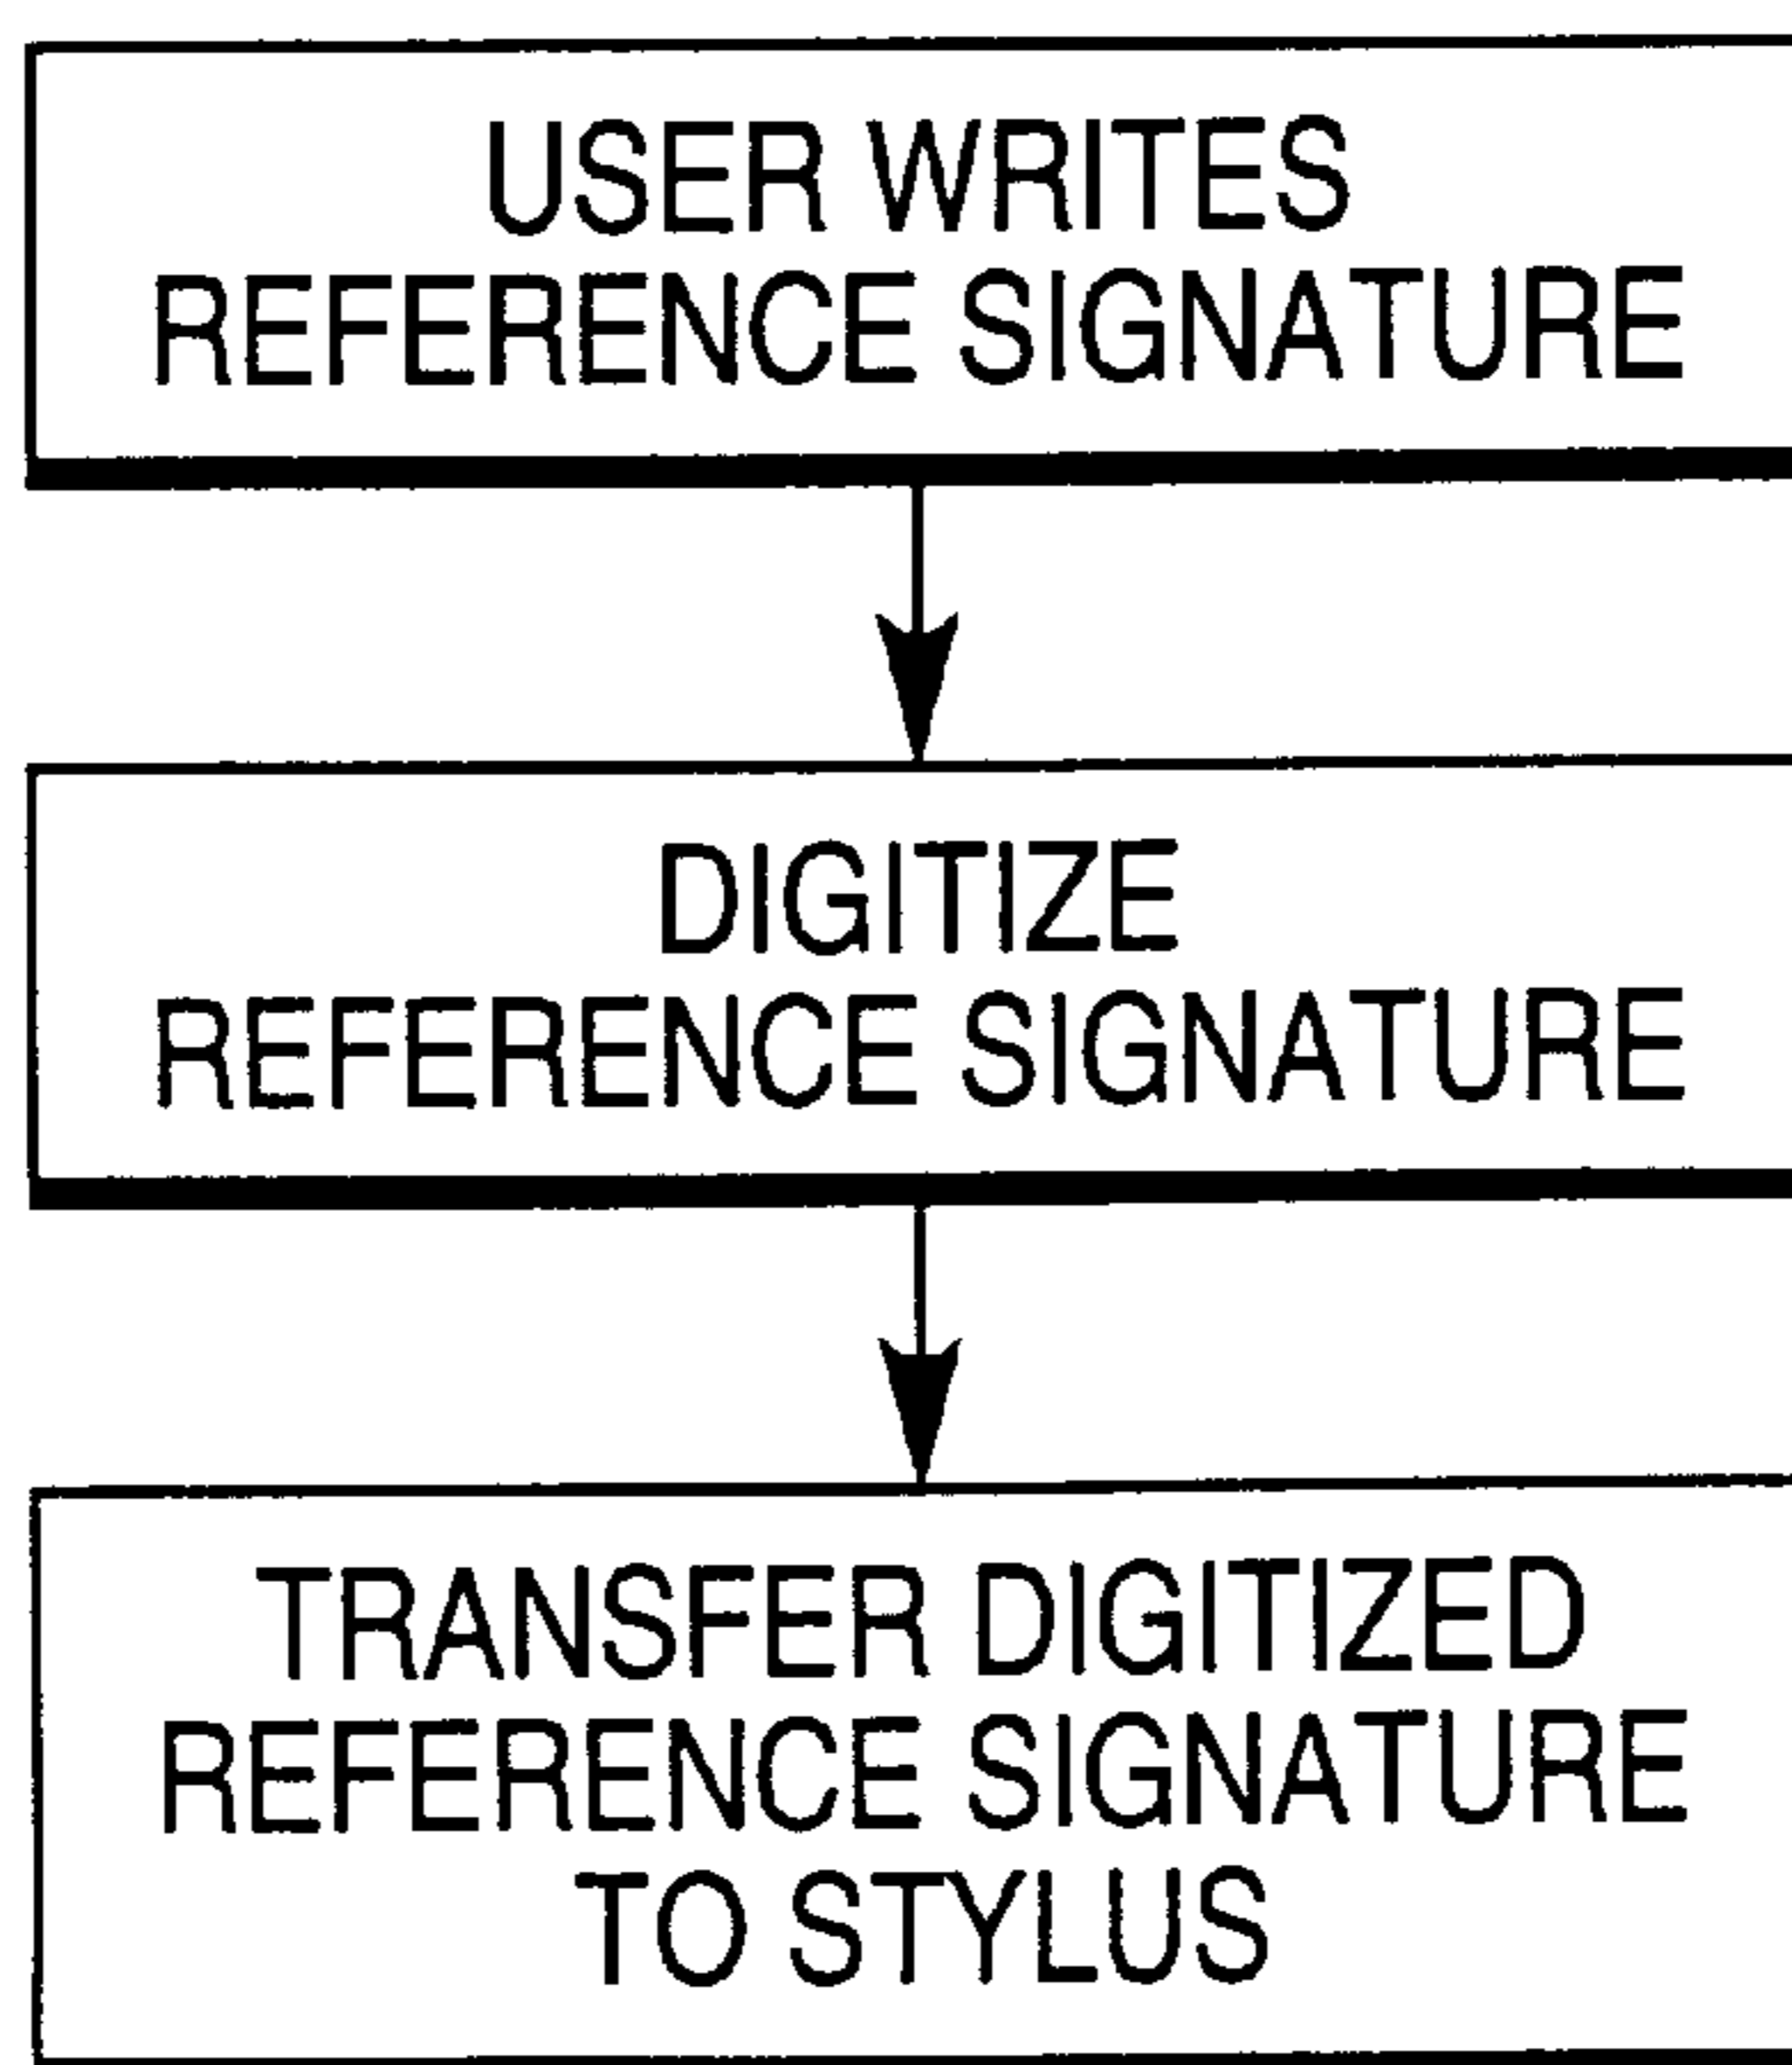 USER WRITES
REFERENCE SIGNATURE
DIGITIZE
REFERENCE SIGNATURE
TRANSFER DIGITIZED
REFERENCE SIGNATURE
TO STYLUS